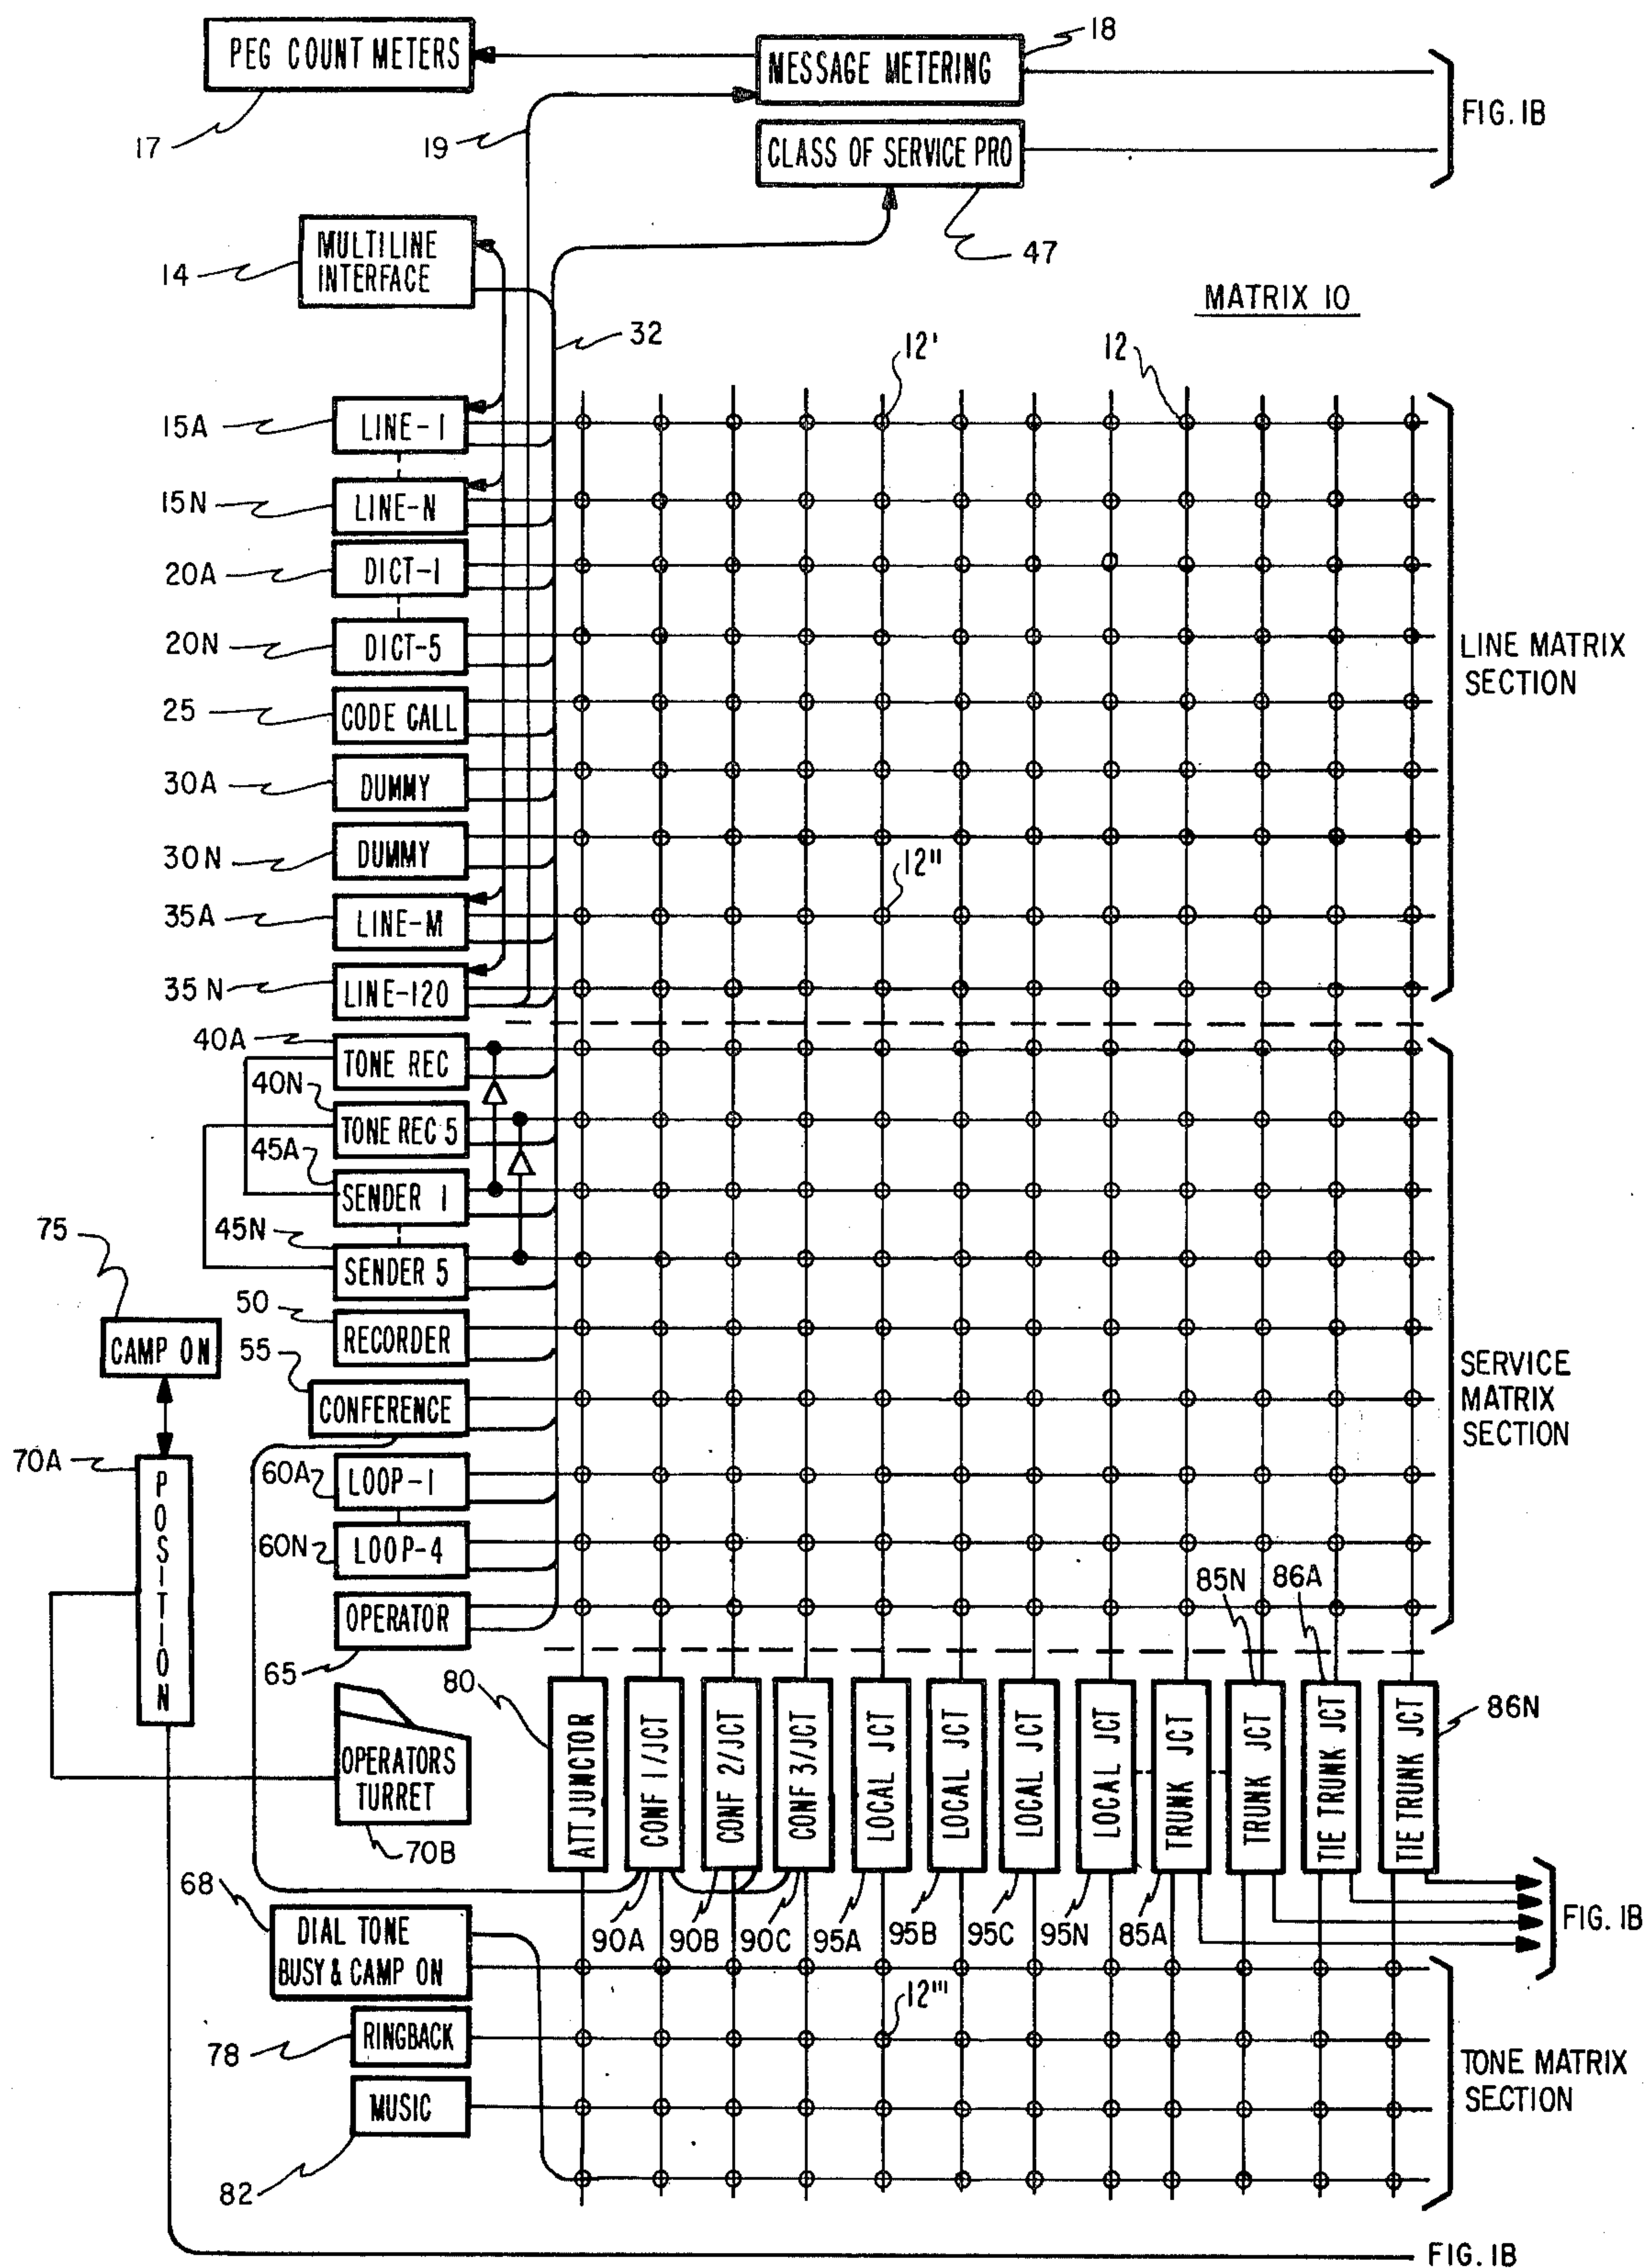 PEG COUNT METERS
MESSAGE METERING
18
17
19
FIG. 1B
CLASS OF SERVICE PRO
47
MULTILINE
INTERFACE
14
32
MATRIX 10
12'
12
15A
LINE-1
15N
LINE-N
20A
DICT-1
20N
DICT-5
LINE MATRIX
SECTION
25
CODE CALL
30A
DUMMY
30N
DUMMY
12"
35A
LINE-M
35N
LINE-120
40A
TONE REC
40N
TONE REC 5
45A
SENDER 1
45N
SENDER 5
75
CAMP ON
50
RECORDER
55
CONFERENCE
SERVICE
MATRIX
SECTION
70A
POSITION
60A
LOOP-1
60N
LOOP-4
OPERATOR
65
85N
86A
80
86N
OPERATORS
TURRET
70B
ATT JUNCTOR
CONF 1/JCT
CONF 2/JCT
CONF 3/JCT
LOCAL JCT
LOCAL JCT
LOCAL JCT
LOCAL JCT
TRUNK JCT
TRUNK JCT
TIE TRUNK JCT
TIE TRUNK JCT
68
90A
90B
90C
95A
95B
95C
95N
85A
FIG. 1B
DIAL TONE
BUSY & CAMP ON
12'''
RINGBACK
78
MUSIC
82
TONE MATRIX
SECTION
FIG. 1B